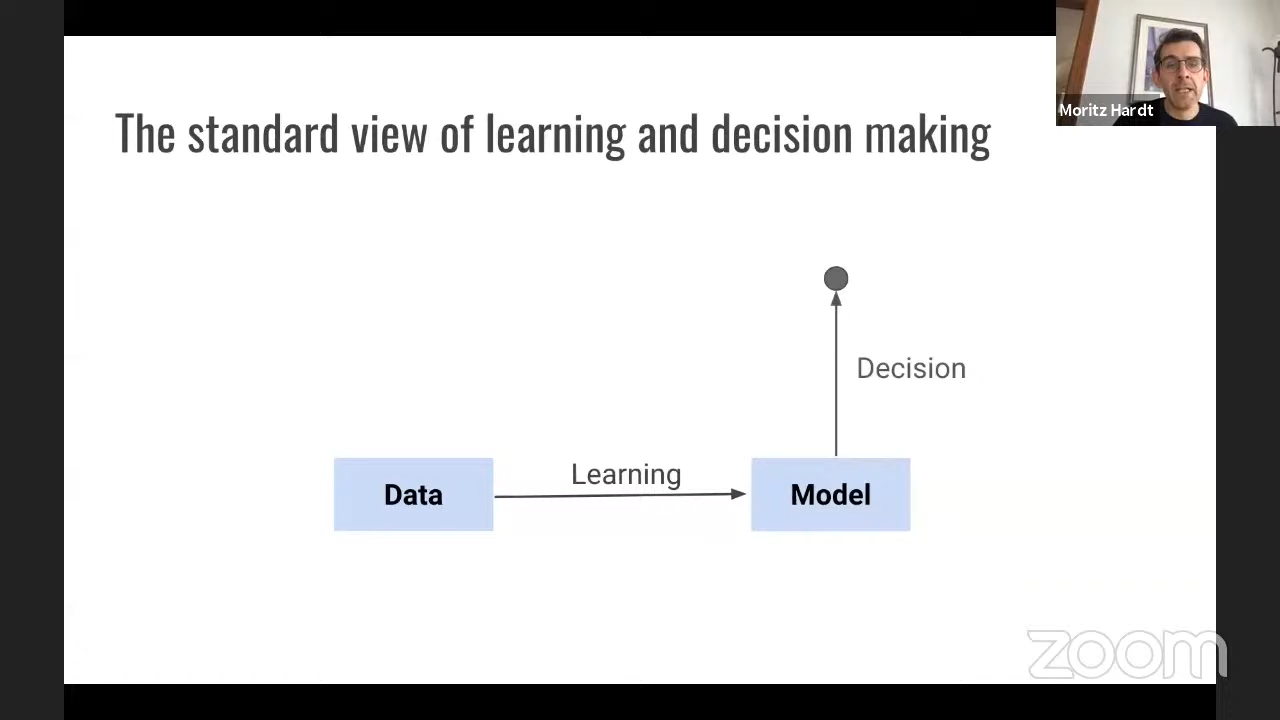 Moritz Hardt
The standard view of learning and decision making
Decision
Learning
Data
Model
zoom